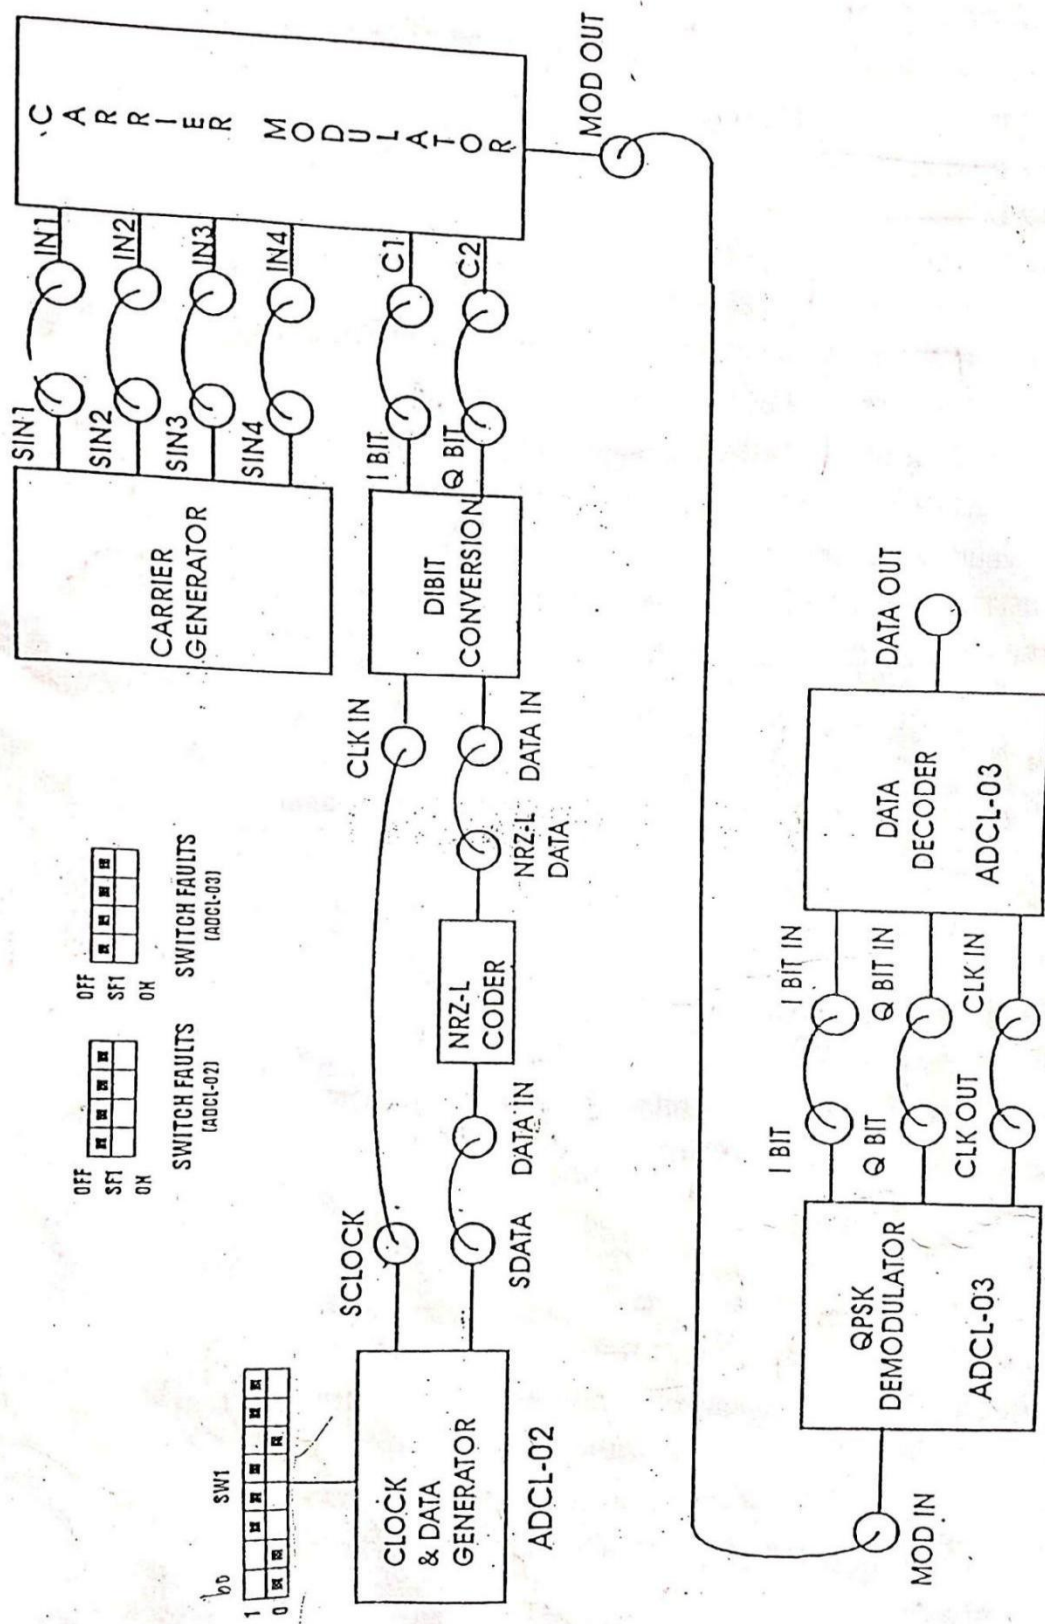 SW1
1
0
CLOCK
& DATA
GENERATOR
ADCL-02
OFF
SF1
ON
SWITCH FAULTS
(ADCL-02)
OFF
SF1
ON
SWITCH FAULTS
(ADCL-03)
SCLOCK
SDATA
DATA IN
NRZ-L
CODER
NRZ-L
DATA
CLK IN
DATA IN
DIBIT
CONVERSION
I BIT
Q BIT
C1
C2
CARRIER
GENERATOR
SIN1
SIN2
SIN3
SIN4
IN1
IN2
IN3
IN4
CARRIER MODULATOR
MOD OUT
MOD IN
QPSK
DEMODULATOR
ADCL-03
I BIT
Q BIT
CLK OUT
I BIT IN
Q BIT IN
CLK IN
DATA
DECODER
ADCL-03
DATA OUT